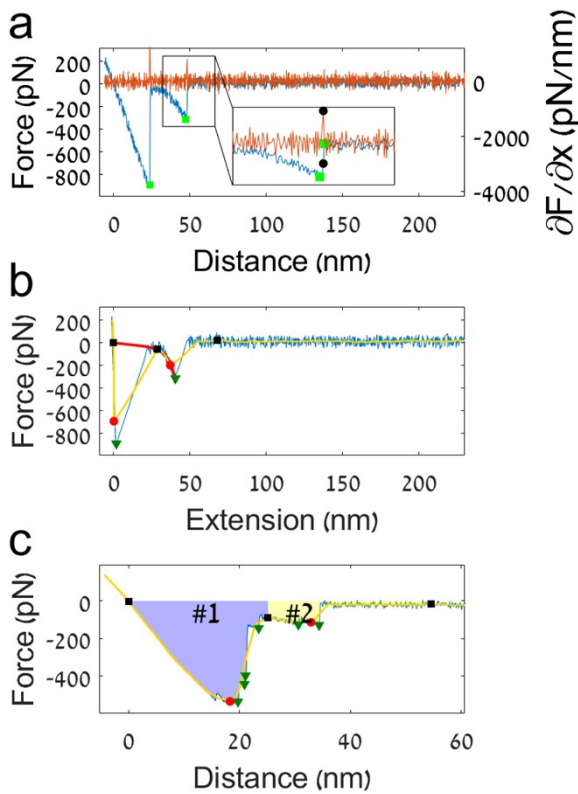 a
200
0
-200
-400
-600
-800
Force (pN)
0
-2000
-4000
∂F/∂x (pN/nm)
0 50 100 150 200
Distance (nm)
b
200
0
-200
-400
-600
-800
Force (pN)
0 50 100 150 200
Extension (nm)
c
0
-200
-400
Force (pN)
#1 #2
0 20 40 60
Distance (nm)